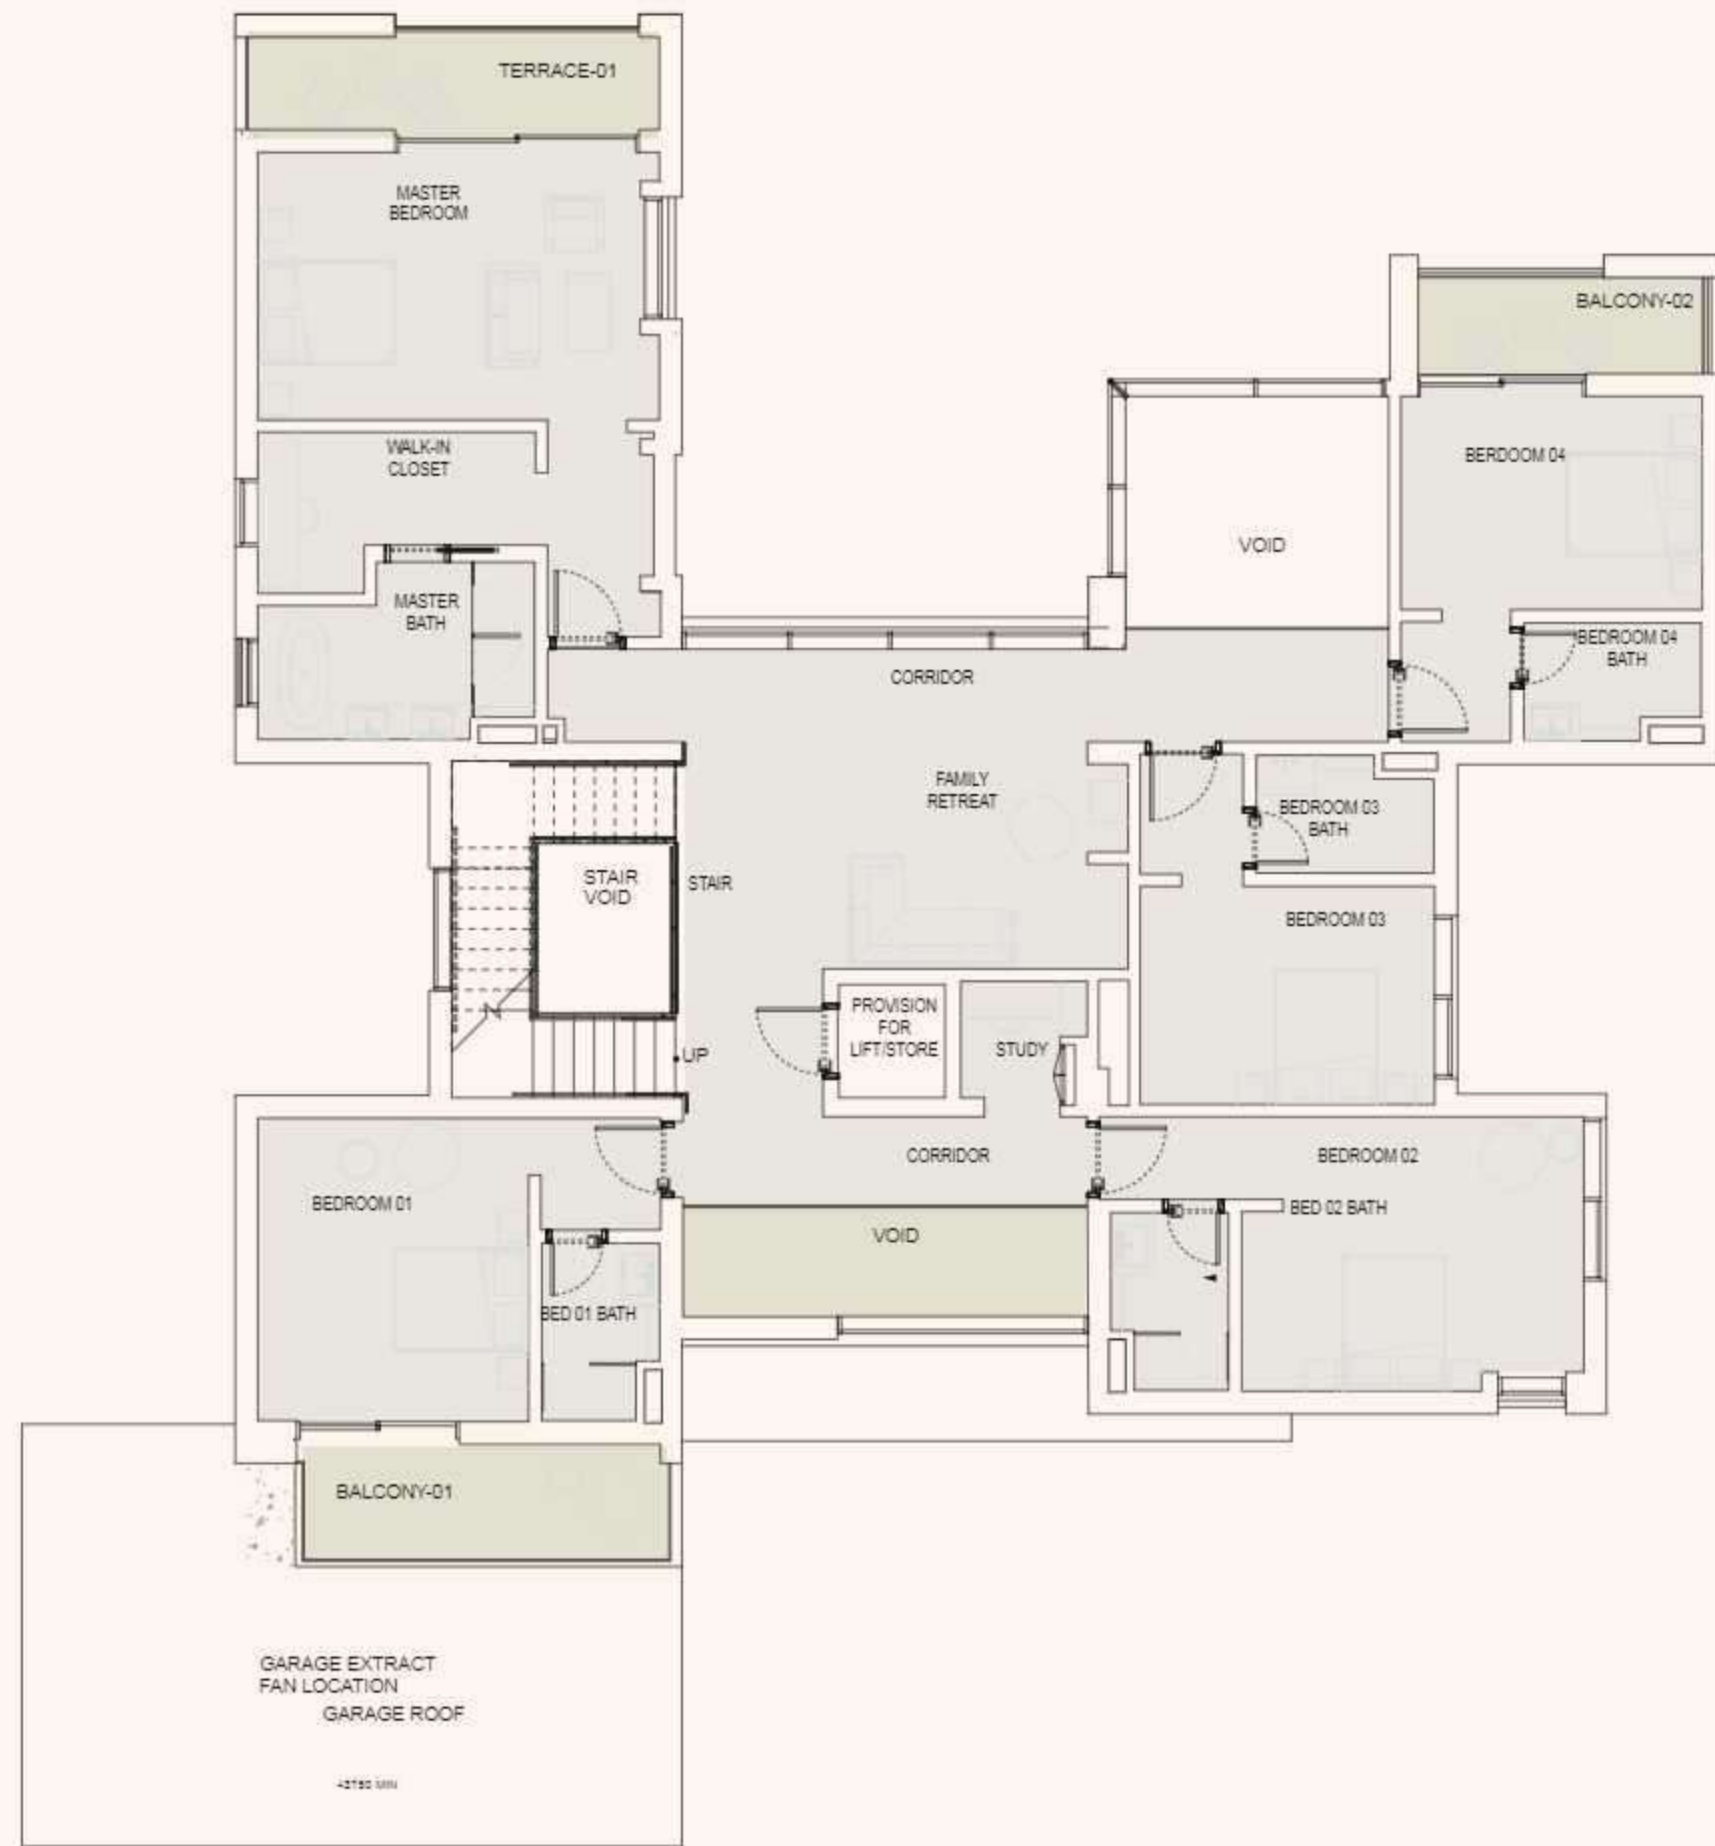 TERRACE-01
MASTER
BEDROOM
BALCONY-02
WALK-IN
CLOSET
BERDOOM 04
VOID
MASTER
BATH
BEDROOM 04
BATH
CORRIDOR
FAMILY
RETREAT
BEDROOM 03
BATH
STAIR
VOID
STAIR
BEDROOM 03
PROVISION
FOR
LIFT/STORE
STUDY
UP
CORRIDOR
BEDROOM 02
BEDROOM 01
BED 02 BATH
VOID
BED 01 BATH
BALCONY-01
GARAGE EXTRACT
FAN LOCATION
GARAGE ROOF
MIN